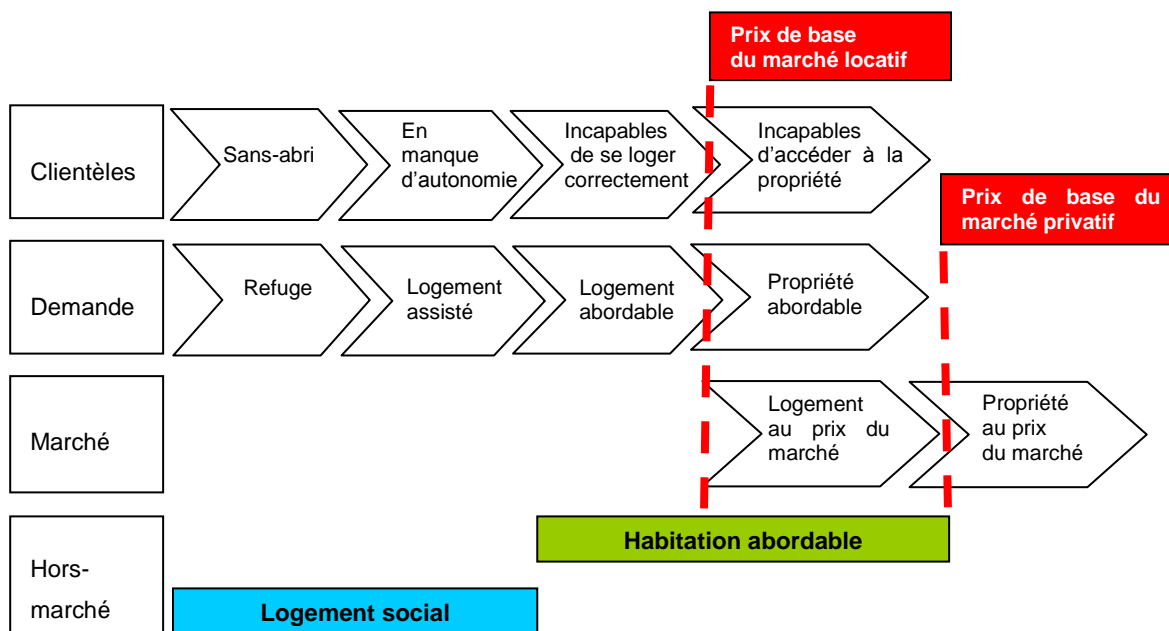 Prix de base
du marché locatif
Clientèles
Sans-abri
En
manque
d'autonomie
Incapables
de se loger
correctement
Incapables
d'accéder à la
propriété
Prix de base du
marché privatif
Demande
Refuge
Logement
assisté
Logement
abordable
Propriété
abordable
Marché
Logement
au prix du
marché
Propriété
au prix
du marché
Hors-
marché
Habitation abordable
Logement social